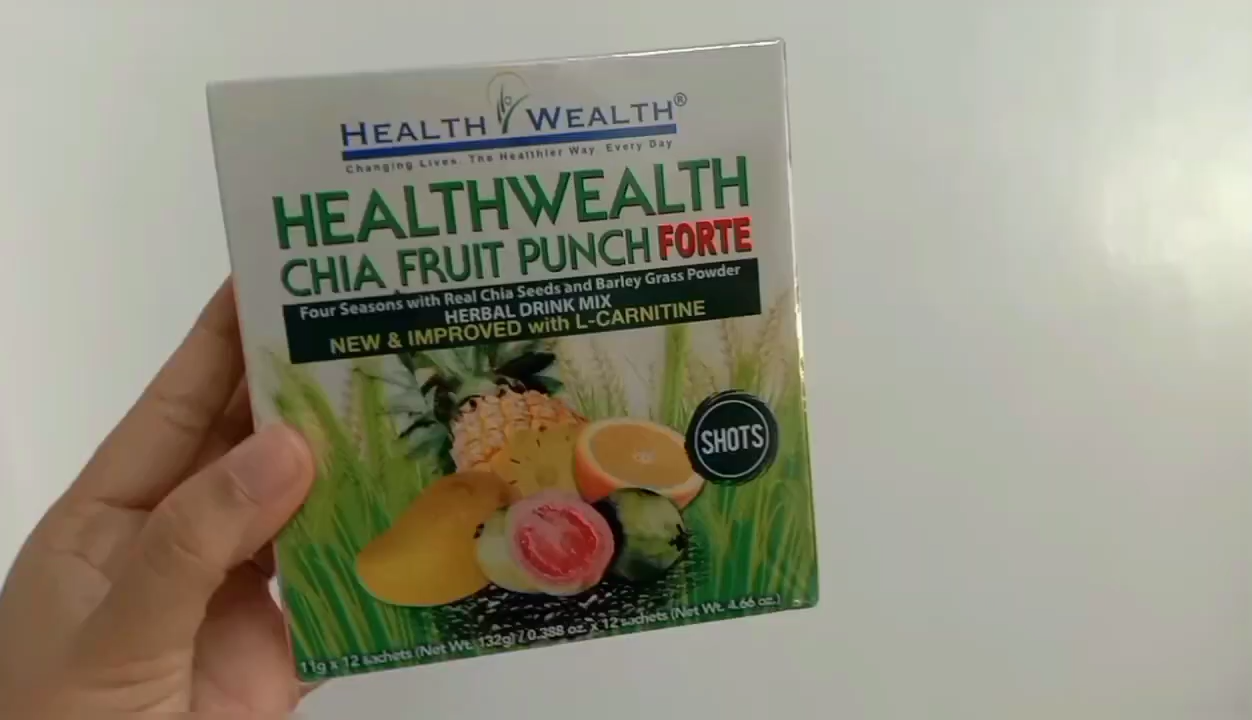 HEALTH WEALTH®
Changing Lives. The Healthier Way. Every Day
HEALTHWEALTH
CHIA FRUIT PUNCH FORTE
Four Seasons with Real Chia Seeds and Barley Grass Powder
HERBAL DRINK MIX
NEW & IMPROVED with L-CARNITINE
SHOTS
11g x 12 sachets (Net Wt. 132g) / 0.388 oz. x 12 sachets (Net Wt. 4.66 oz.)